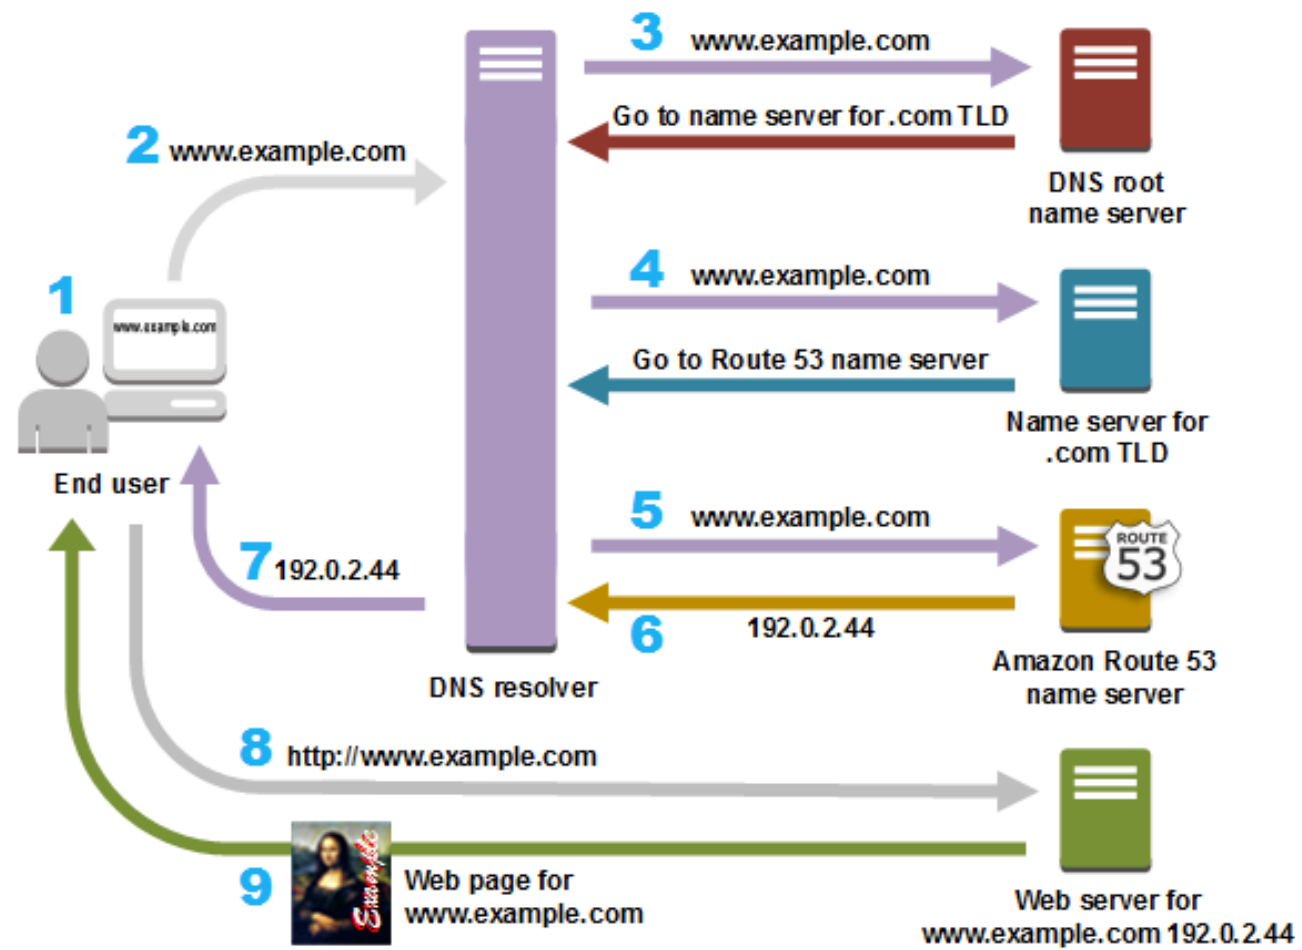 3 www.example.com
Go to name server for .com TLD
DNS root
name server
2 www.example.com
4 www.example.com
Go to Route 53 name server
Name server for
.com TLD
1
www.example.com
End user
5 www.example.com
ROUTE
53
6 192.0.2.44
Amazon Route 53
name server
7 192.0.2.44
DNS resolver
8 http://www.example.com
9
Example
Web page for
www.example.com
Web server for
www.example.com 192.0.2.44